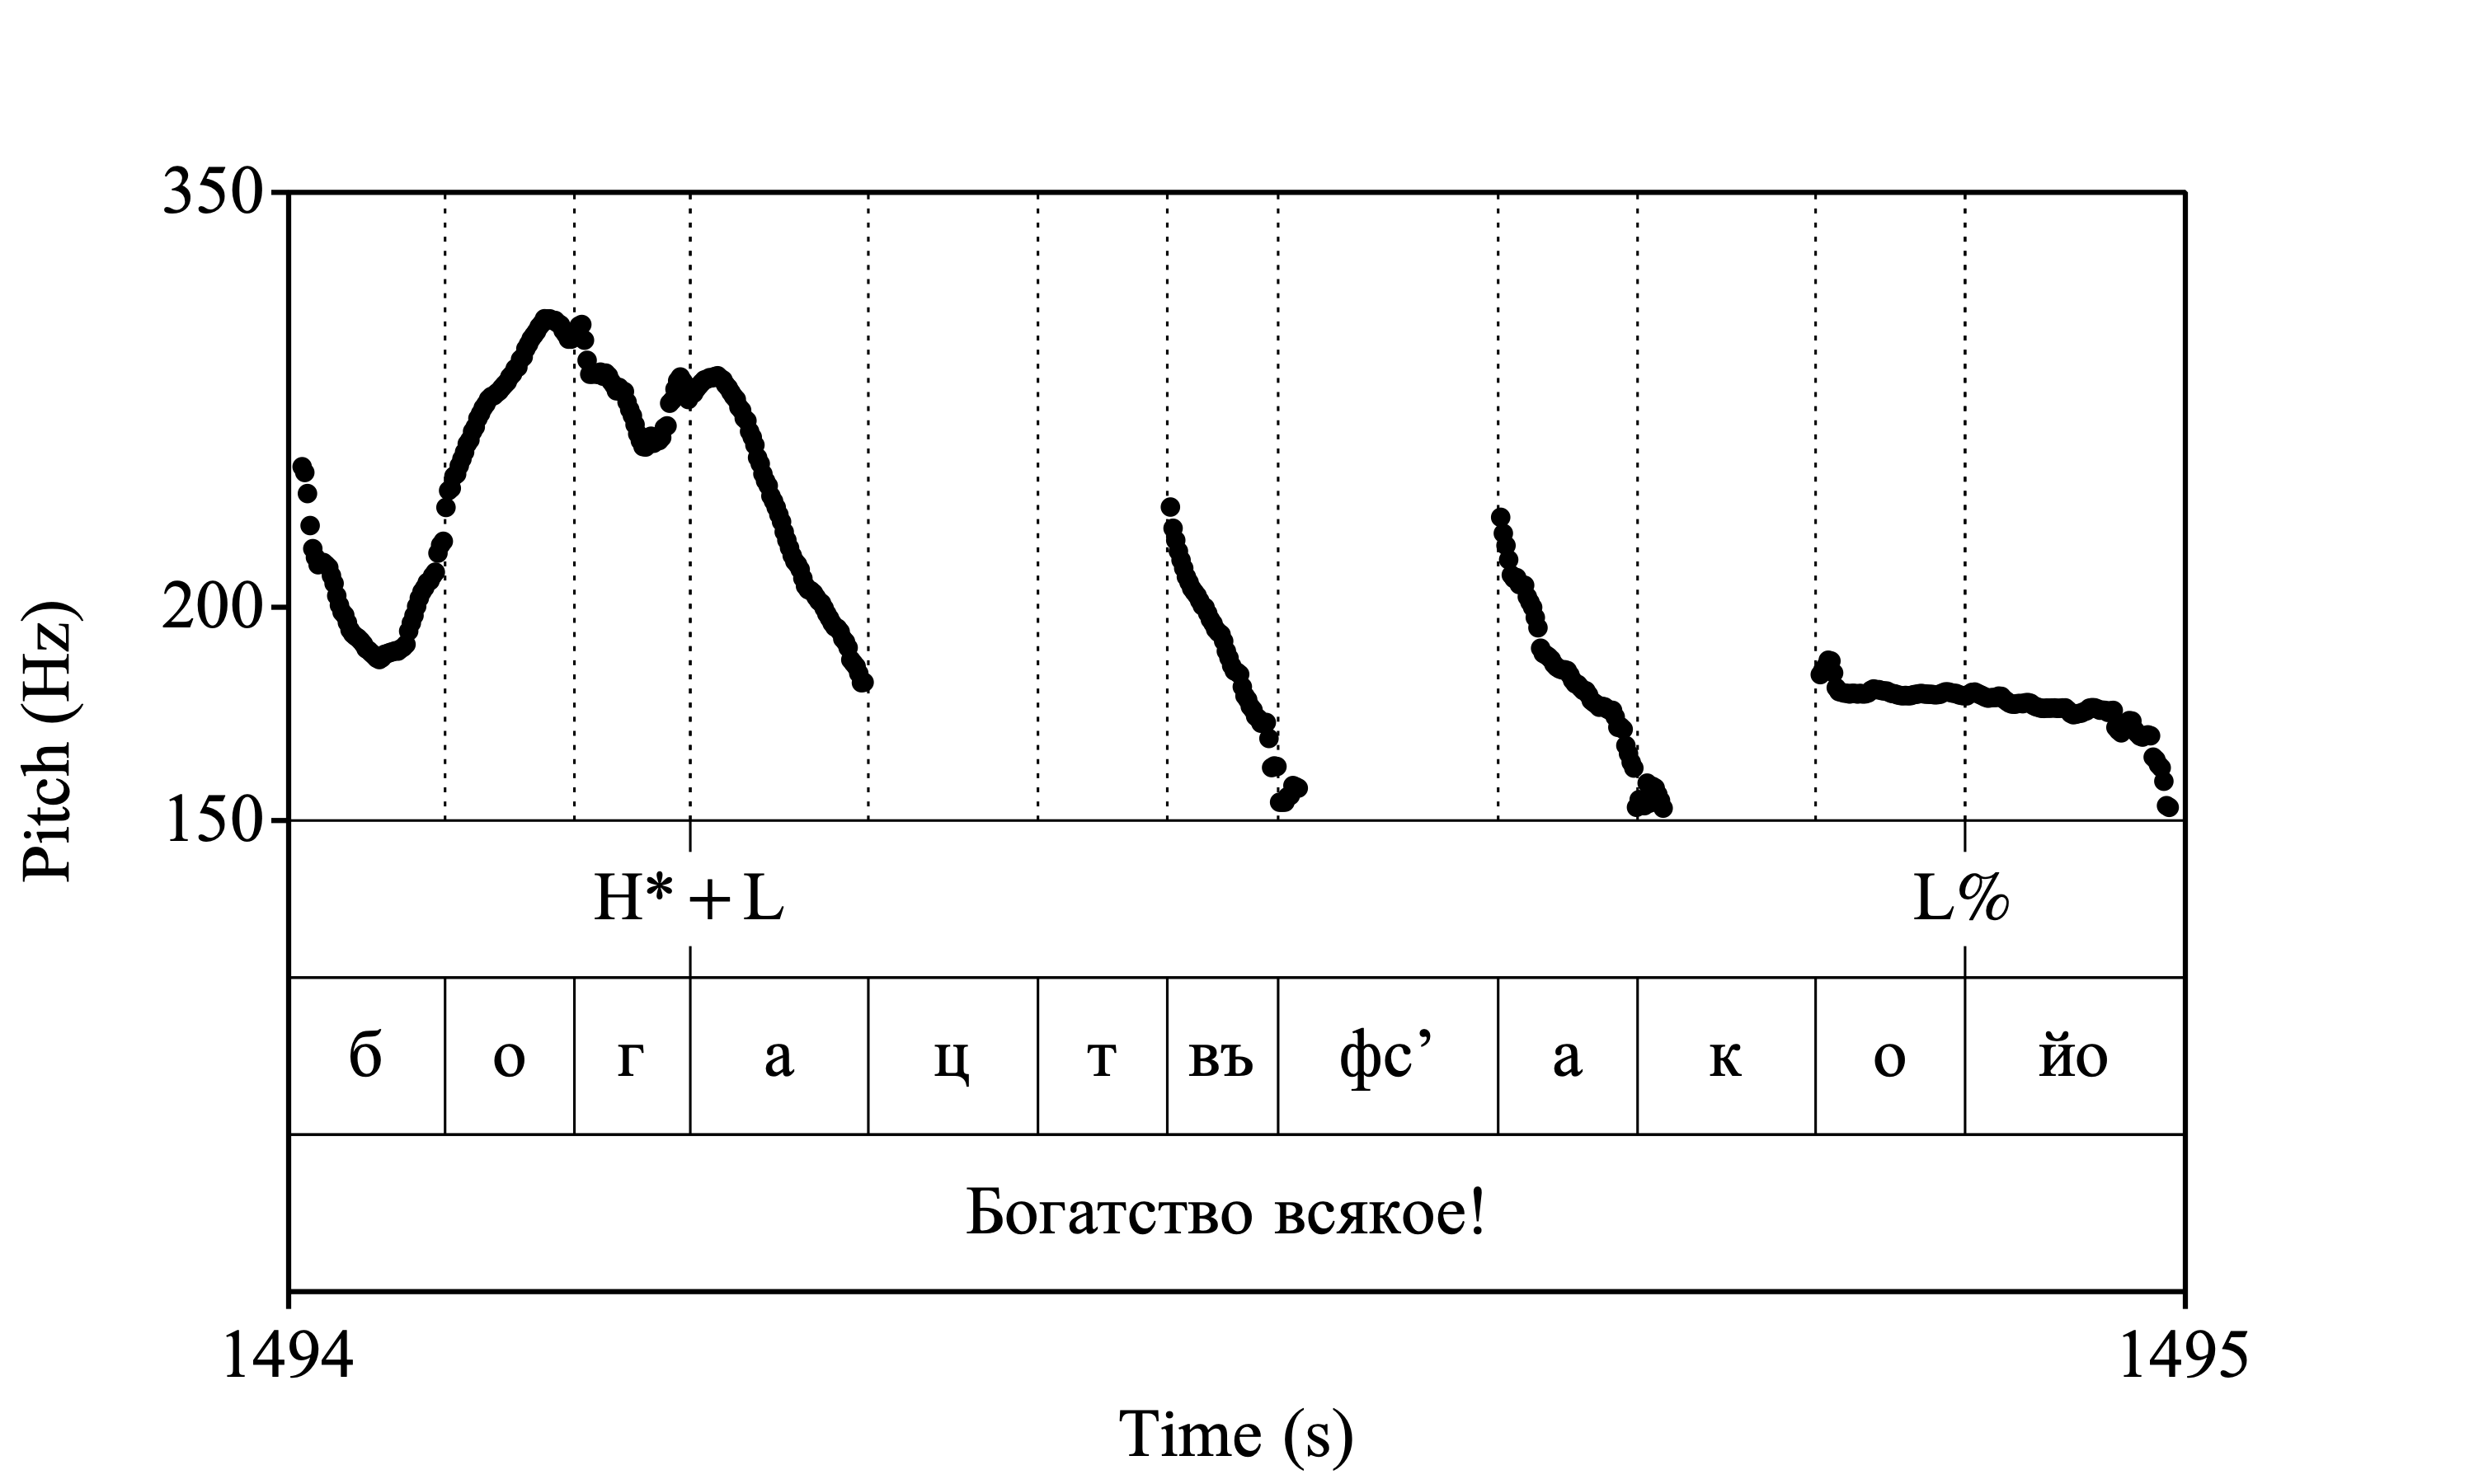 350
200
150
Pitch (Hz)
H*+L L%
б о г а ц т въ фс’ а к о йо
Богатство всякое!
1494 1495
Time (s)